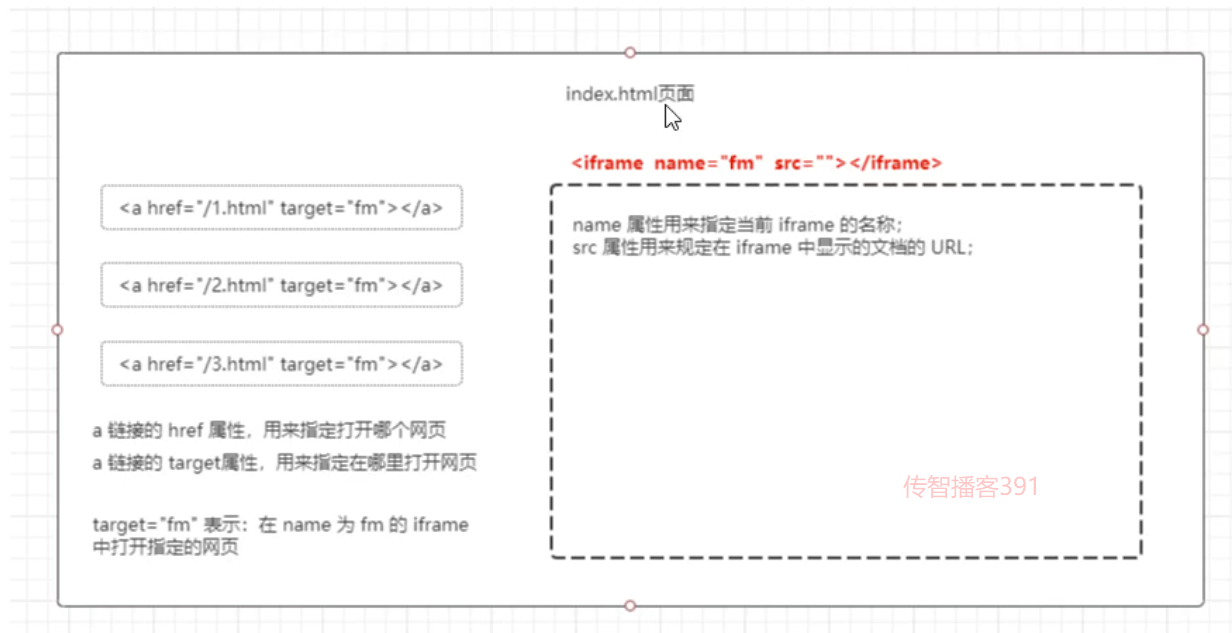 index.html页面
<iframe name="fm" src=""></iframe>
<a href="/1.html" target="fm"></a>
<a href="/2.html" target="fm"></a>
<a href="/3.html" target="fm"></a>
a 链接的 href 属性，用来指定打开哪个网页
a 链接的 target属性，用来指定在哪里打开网页
target="fm" 表示：在 name 为 fm 的 iframe
中打开指定的网页
name 属性用来指定当前 iframe 的名称；
src 属性用来规定在 iframe 中显示的文档的 URL；
传智播客391